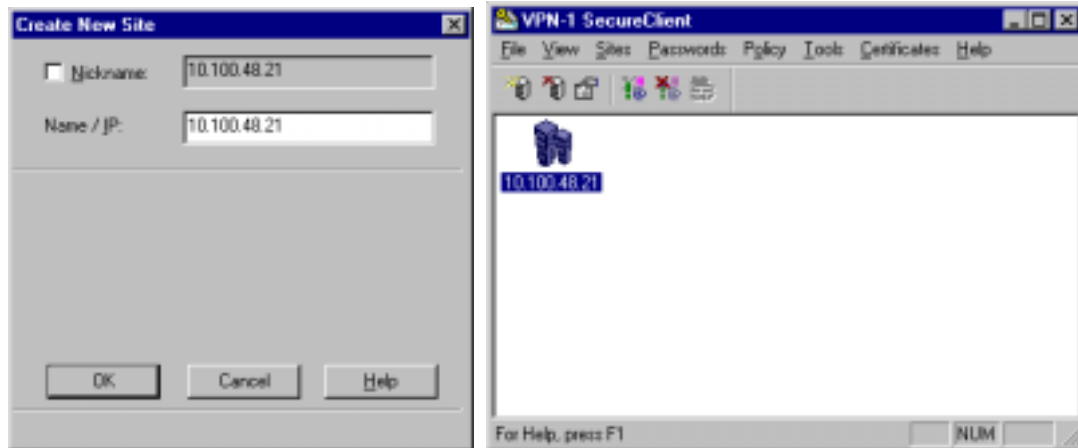 Create New Site
Nickname:
10.100.48.21
Name / IP:
10.100.48.21
OK
Cancel
Help
VPN-1 SecureClient
File View Sites Passwords Policy Tools Certificates Help
10.100.48.21
For Help, press F1
NUM